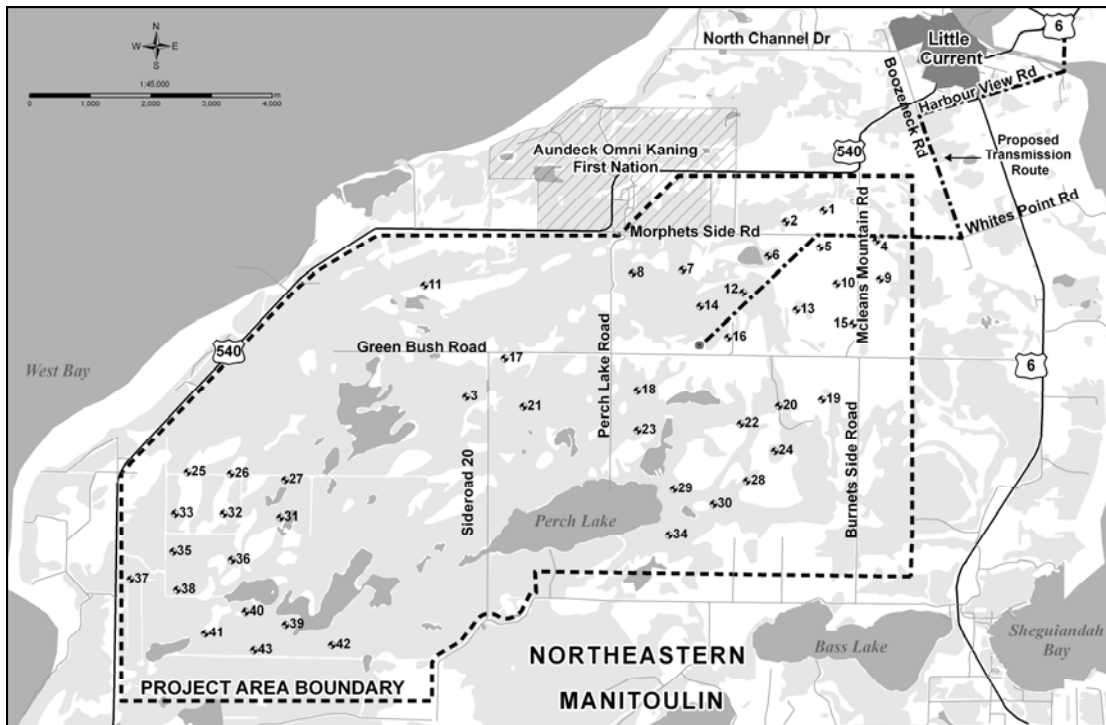 N
W E
S
1:45,000
0 1,000 2,000 3,000 4,000
m
North Channel Dr
Little
Current
6
Boozeneck Rd
Harbour View Rd
Aundeck Omni Kaning
First Nation
540
Proposed
Transmission
Route
Whites Point Rd
Morphets Side Rd
Mcleans Mountain Rd
1
2
4
5
6
7
8
9
10
11
12
13
14
15
16
540
Green Bush Road
West Bay
6
17
3
21
Perch Lake Road
18
23
20
19
22
24
28
29
30
34
Burnets Side Road
Sideroad 20
Perch Lake
25
26
27
33
32
31
35
36
37
38
40
39
41
43
42
PROJECT AREA BOUNDARY
NORTHEASTERN
MANITOULIN
Bass Lake
Sheguiandah
Bay